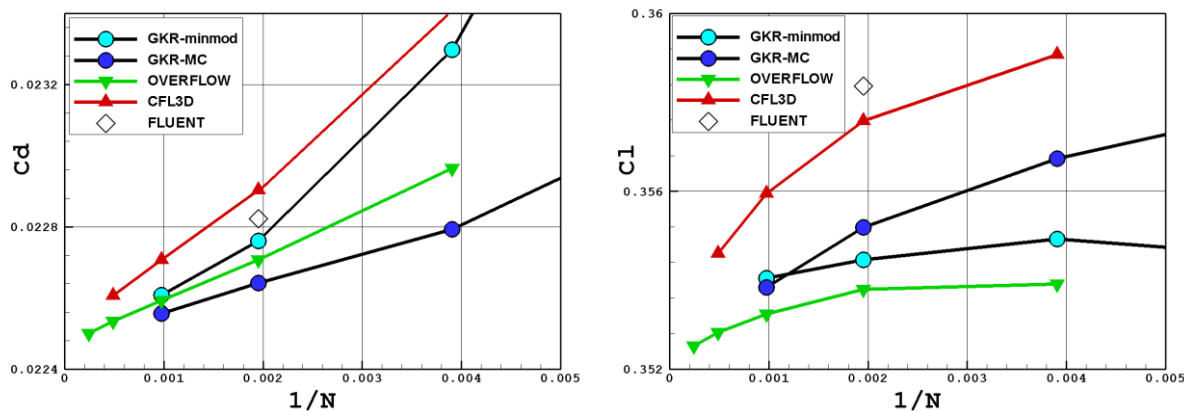 GKR-minmod
GKR-MC
OVERFLOW
CFL3D
FLUENT
0.0232
0.0228
0.0224
Cd
0
0.001
0.002
0.003
0.004
0.005
1/N
0.36
GKR-minmod
GKR-MC
OVERFLOW
CFL3D
FLUENT
0.356
0.352
Cl
0
0.001
0.002
0.003
0.004
0.005
1/N